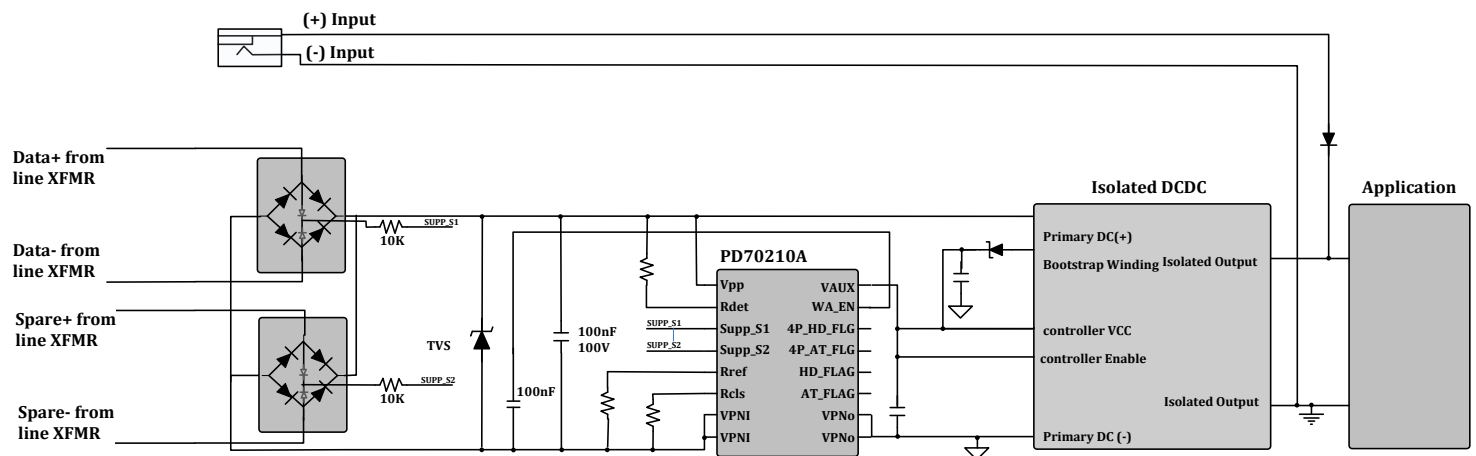 (+) Input
(-) Input
Data+ from
line XFMR
Data- from
line XFMR
Spare+ from
line XFMR
Spare- from
line XFMR
SUPP_S1
10K
SUPP_S2
10K
TVS
100nF
100V
100nF
PD70210A
Vpp
Rdet
Supp_S1
Supp_S2
Rref
Rcls
VPNI
VPNI
VAUX
WA_EN
4P_HD_FLG
4P_AT_FLG
HD_FLAG
AT_FLAG
VPNo
VPNo
SUPP_S1
SUPP_S2
Isolated DCDC
Primary DC(+)
Bootstrap Winding
Isolated Output
controller VCC
controller Enable
Isolated Output
Primary DC (-)
Application